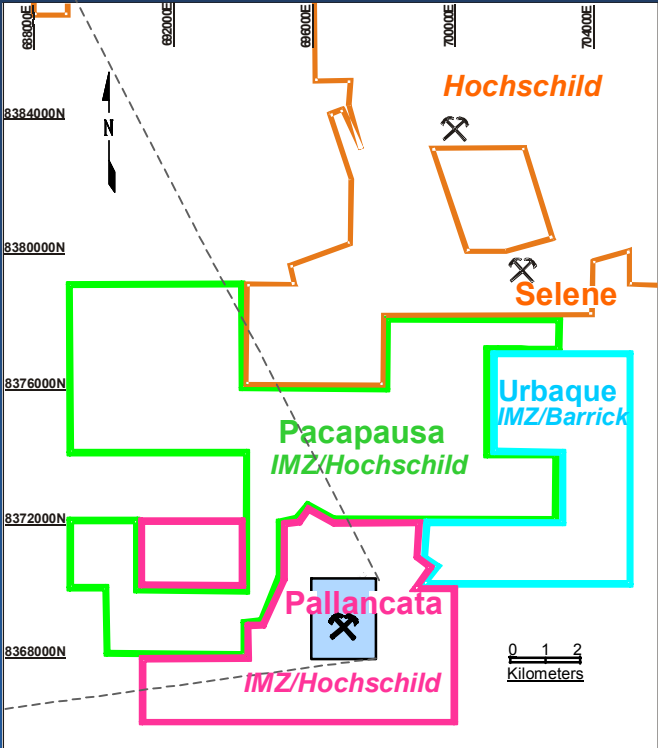 688000E
692000E
696000E
700000E
704000E
Hochschild
8384000N
N
8380000N
Selene
8376000N
Urbaque
IMZ/Barrick
Pacapausa
IMZ/Hochschild
8372000N
Pallancata
8368000N
IMZ/Hochschild
0 1 2
Kilometers